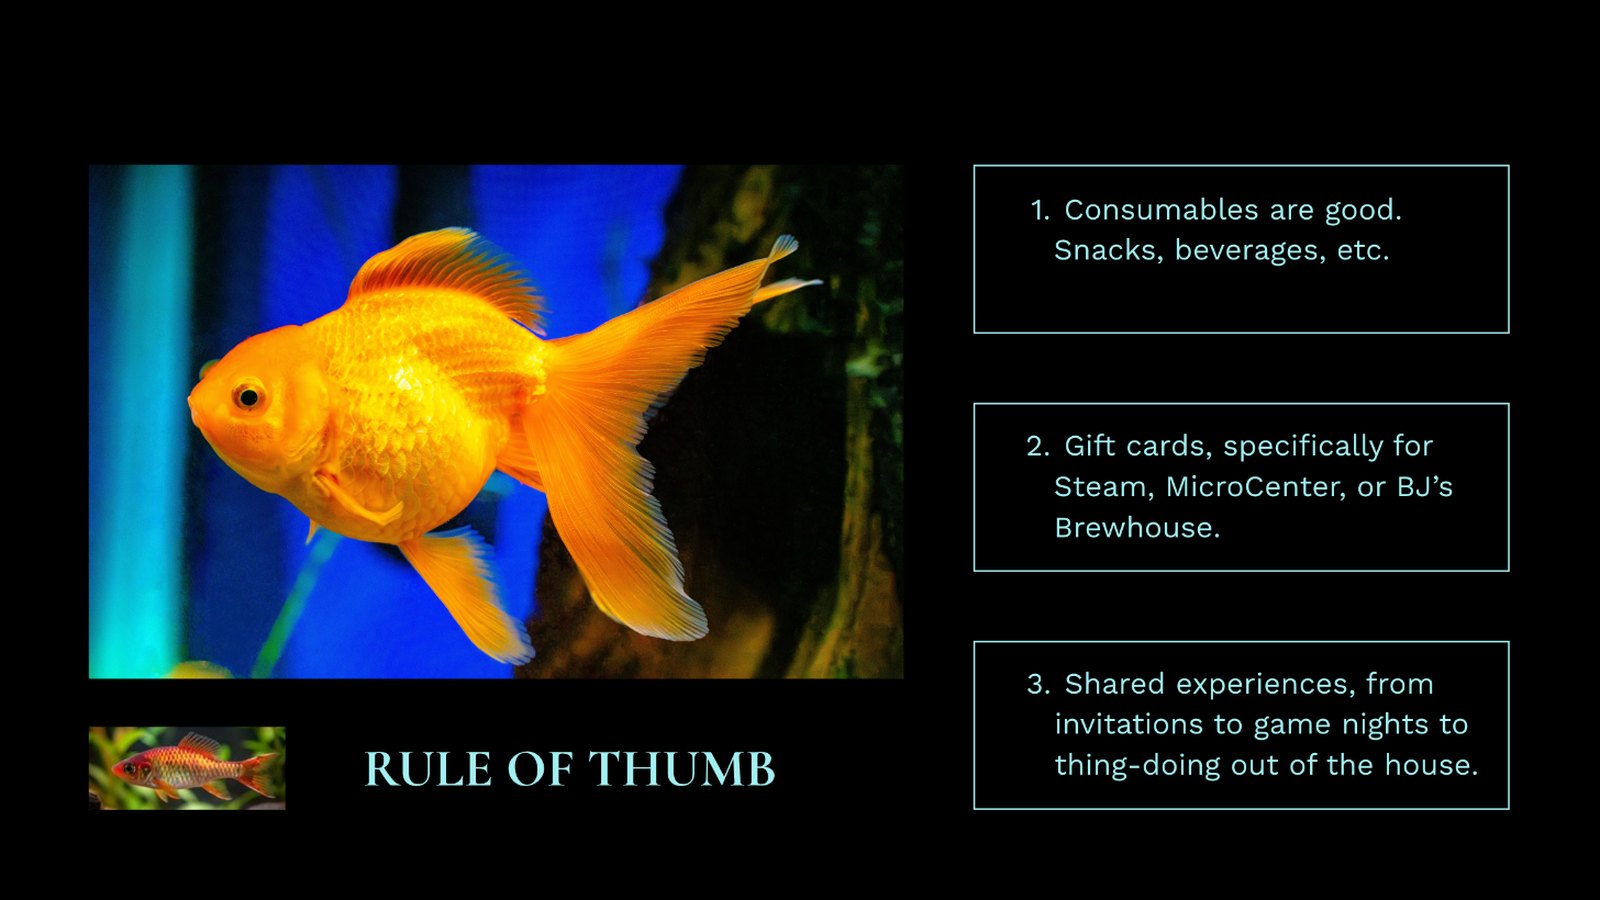 1. Consumables are good.
Snacks, beverages, etc.
2. Gift cards, specifically for
Steam, MicroCenter, or BJ’s
Brewhouse.
3. Shared experiences, from
invitations to game nights to
thing-doing out of the house.
RULE OF THUMB